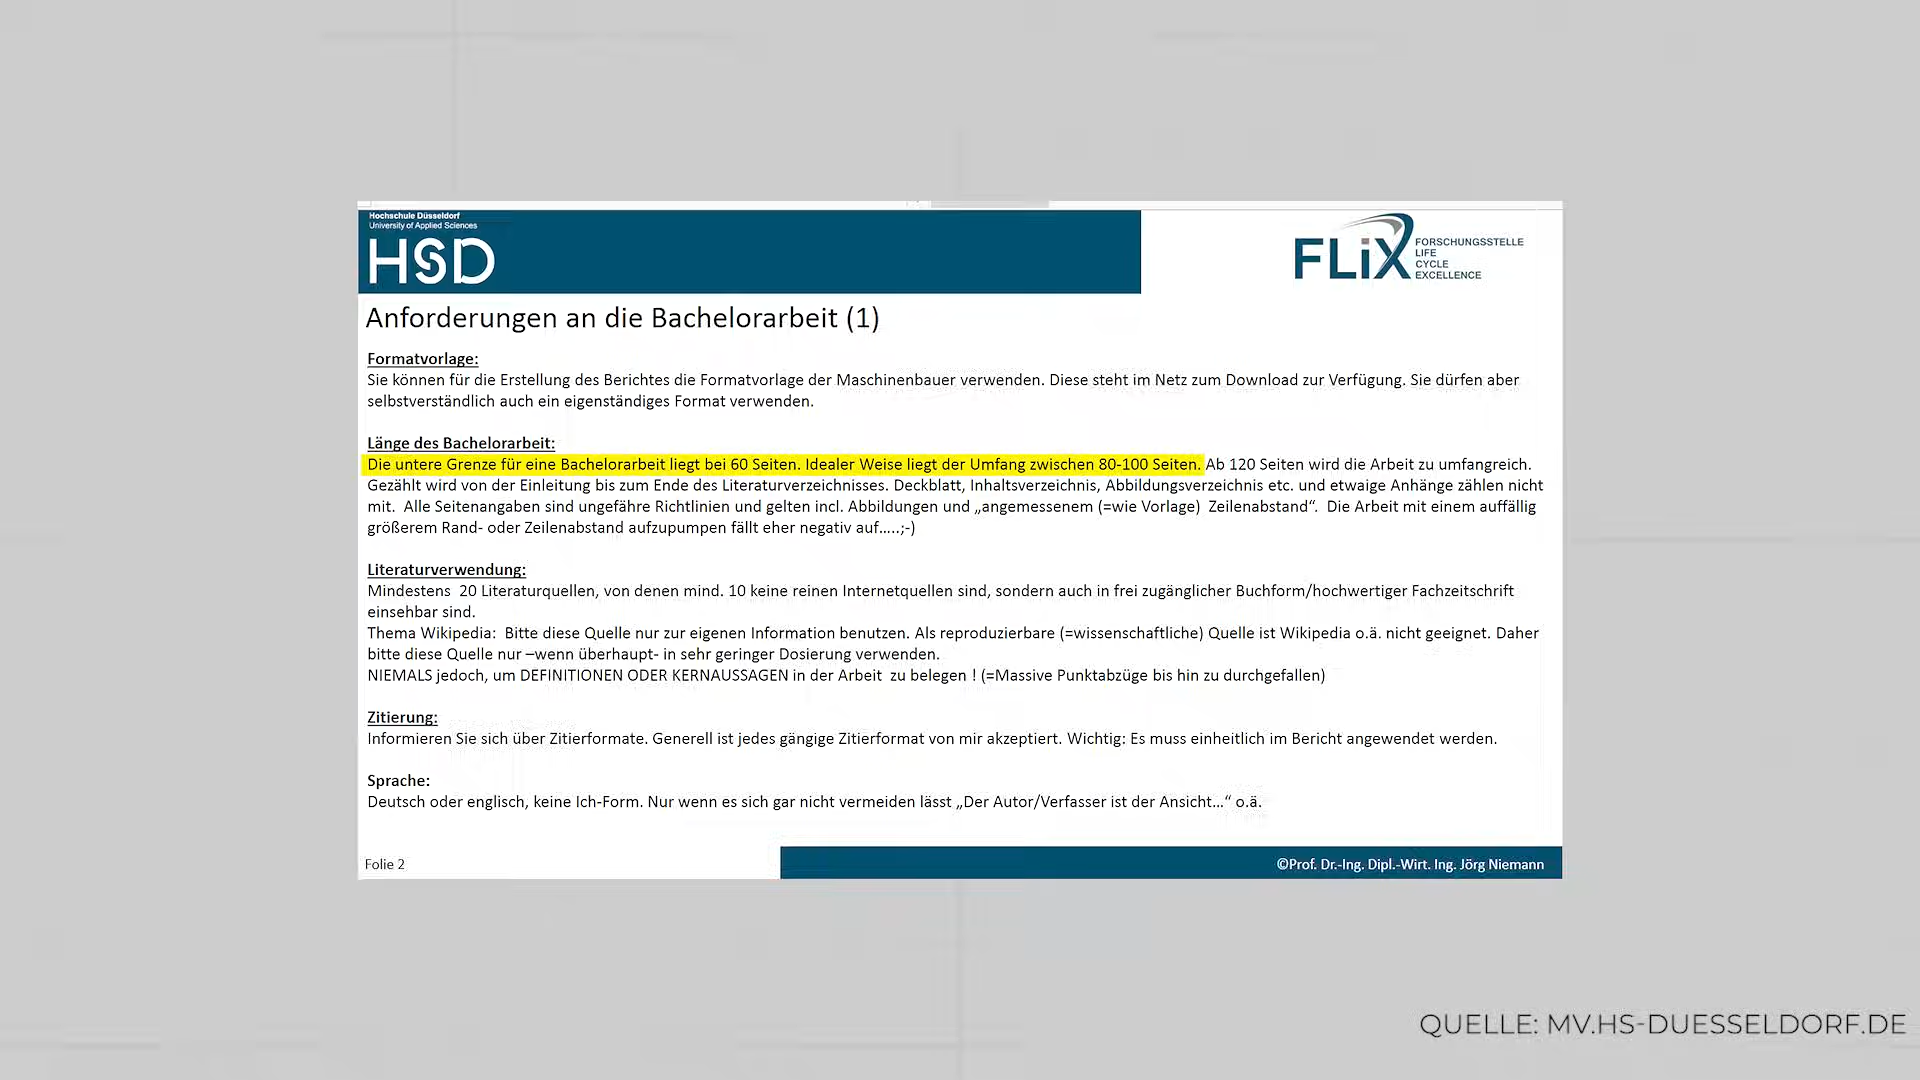 Hochschule Düsseldorf
University of Applied Sciences
HSD
FLiX
FORSCHUNGSSTELLE
LIFE
CYCLE
EXCELLENCE
Anforderungen an die Bachelorarbeit (1)
Formatvorlage:
Sie können für die Erstellung des Berichtes die Formatvorlage der Maschinenbauer verwenden. Diese steht im Netz zum Download zur Verfügung. Sie dürfen aber
selbstverständlich auch ein eigenständiges Format verwenden.
Länge des Bachelorarbeit:
Die untere Grenze für eine Bachelorarbeit liegt bei 60 Seiten. Idealer Weise liegt der Umfang zwischen 80-100 Seiten. Ab 120 Seiten wird die Arbeit zu umfangreich.
Gezählt wird von der Einleitung bis zum Ende des Literaturverzeichnisses. Deckblatt, Inhaltsverzeichnis, Abbildungsverzeichnis etc. und etwaige Anhänge zählen nicht
mit. Alle Seitenangaben sind ungefähre Richtlinien und gelten incl. Abbildungen und „angemessenem (=wie Vorlage) Zeilenabstand“. Die Arbeit mit einem auffällig
größerem Rand- oder Zeilenabstand aufzupumpen fällt eher negativ auf…..;-)
Literaturverwendung:
Mindestens 20 Literaturquellen, von denen mind. 10 keine reinen Internetquellen sind, sondern auch in frei zugänglicher Buchform/hochwertiger Fachzeitschrift
einsehbar sind.
Thema Wikipedia: Bitte diese Quelle nur zur eigenen Information benutzen. Als reproduzierbare (=wissenschaftliche) Quelle ist Wikipedia o.ä. nicht geeignet. Daher
bitte diese Quelle nur –wenn überhaupt- in sehr geringer Dosierung verwenden.
NIEMALS jedoch, um DEFINITIONEN ODER KERNAUSSAGEN in der Arbeit zu belegen ! (=Massive Punktabzüge bis hin zu durchgefallen)
Zitierung:
Informieren Sie sich über Zitierformate. Generell ist jedes gängige Zitierformat von mir akzeptiert. Wichtig: Es muss einheitlich im Bericht angewendet werden.
Sprache:
Deutsch oder englisch, keine Ich-Form. Nur wenn es sich gar nicht vermeiden lässt „Der Autor/Verfasser ist der Ansicht…“ o.ä.
Folie 2
©Prof. Dr.-Ing. Dipl.-Wirt. Ing. Jörg Niemann
QUELLE: MV.HS-DUESSELDORF.DE